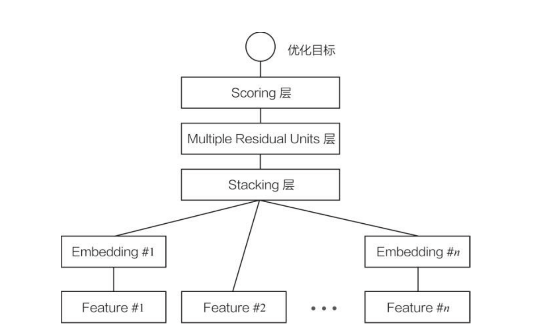 优化目标
Scoring 层
Multiple Residual Units 层
Stacking 层
Embedding #1
Embedding #n
Feature #1
Feature #2
•••
Feature #n